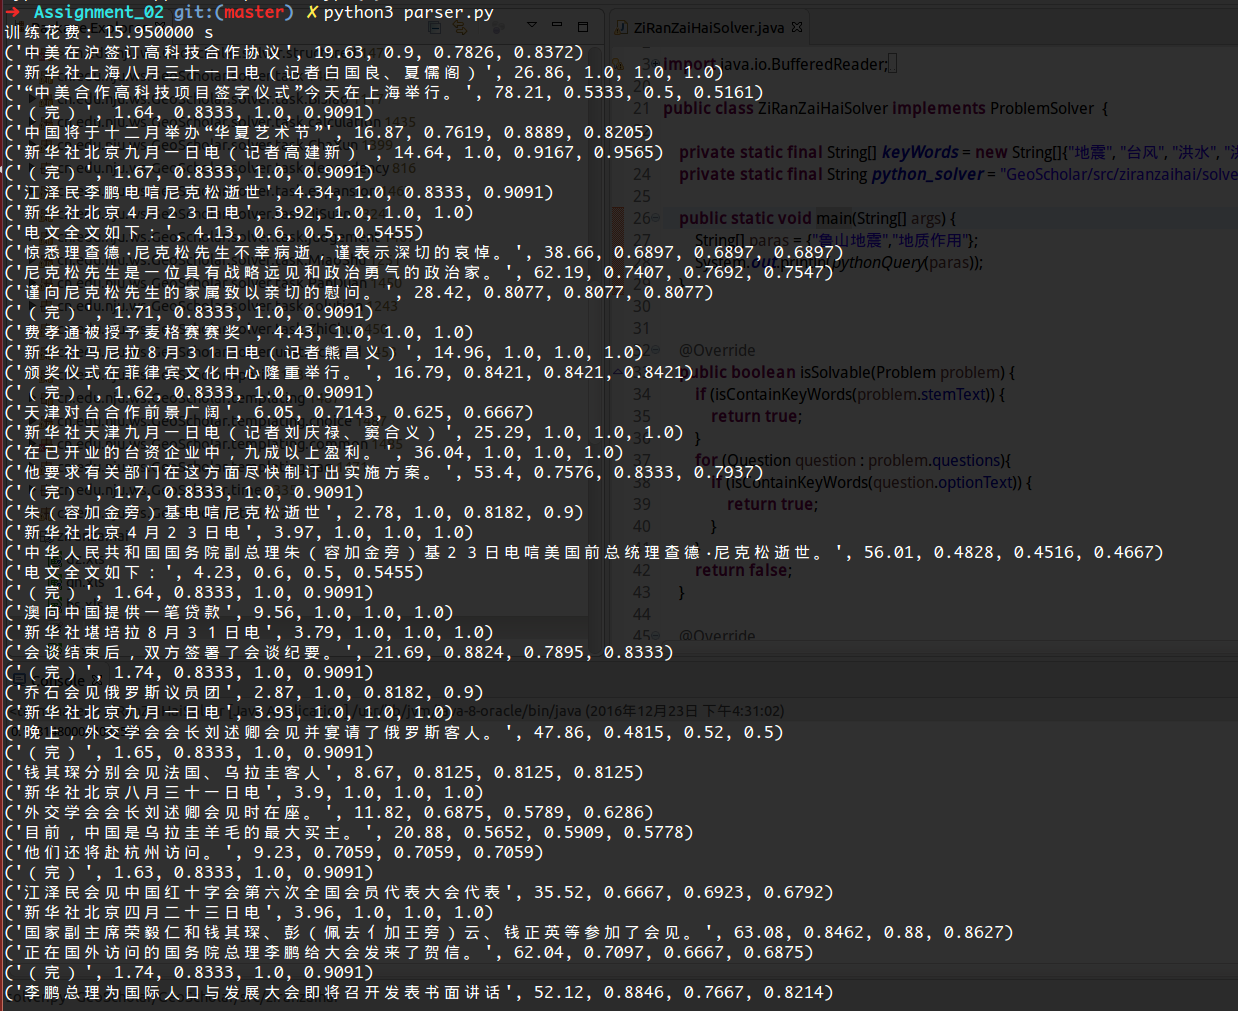 ➜ Assignment_02 git:(master) ✗ python3 parser.py
训练花费: 15.950000 s
('中美在沪签订高科技合作协议', 19.63, 0.9, 0.7826, 0.8372)
('新华社上海八月三十一日电（记者白国良、夏儒阁）', 26.86, 1.0, 1.0, 1.0)
('“中美合作高科技项目签字仪式”今天在上海举行。', 78.21, 0.5333, 0.5, 0.5161)
('（完）', 1.64, 0.8333, 1.0, 0.9091)
('中国将于十二月举办“华夏艺术节”', 16.87, 0.7619, 0.8889, 0.8205)
('新华社北京九月一日电（记者高建新）', 14.64, 1.0, 0.9167, 0.9565)
('（完）', 1.67, 0.8333, 1.0, 0.9091)
('江泽民李鹏电唁尼克松逝世', 4.34, 1.0, 0.8333, 0.9091)
('新华社北京４月２３日电', 3.92, 1.0, 1.0, 1.0)
('电文全文如下：', 4.13, 0.6, 0.5, 0.5455)
('惊悉理查德·尼克松先生不幸病逝，谨表示深切的哀悼。', 38.66, 0.6897, 0.6897, 0.6897)
('尼克松先生是一位具有战略远见和政治勇气的政治家。', 62.19, 0.7407, 0.7692, 0.7547)
('谨向尼克松先生的家属致以亲切的慰问。', 28.42, 0.8077, 0.8077, 0.8077)
('（完）', 1.71, 0.8333, 1.0, 0.9091)
('费孝通被授予麦格赛赛奖', 4.43, 1.0, 1.0, 1.0)
('新华社马尼拉８月３１日电（记者熊昌义）', 14.96, 1.0, 1.0, 1.0)
('颁奖仪式在菲律宾文化中心隆重举行。', 16.79, 0.8421, 0.8421, 0.8421)
('（完）', 1.62, 0.8333, 1.0, 0.9091)
('天津对台合作前景广阔', 6.05, 0.7143, 0.625, 0.6667)
('新华社天津九月一日电（记者刘庆禄、窦合义）', 25.29, 1.0, 1.0, 1.0)
('在已开业的台资企业中，九成以上盈利。', 36.04, 1.0, 1.0, 1.0)
('他要求有关部门在这方面尽快制订出实施方案。', 53.4, 0.7576, 0.8333, 0.7937)
('（完）', 1.7, 0.8333, 1.0, 0.9091)
('朱（容加金旁）基电唁尼克松逝世', 2.78, 1.0, 0.8182, 0.9)
('新华社北京４月２３日电', 3.97, 1.0, 1.0, 1.0)
('中华人民共和国国务院副总理朱（容加金旁）基２３日电唁美国前总统理查德·尼克松逝世。', 56.01, 0.4828, 0.4516, 0.4667)
('电文全文如下：', 4.23, 0.6, 0.5, 0.5455)
('（完）', 1.64, 0.8333, 1.0, 0.9091)
('澳向中国提供一笔贷款', 9.56, 1.0, 1.0, 1.0)
('新华社堪培拉８月３１日电', 3.79, 1.0, 1.0, 1.0)
('会谈结束后，双方签署了会谈纪要。', 21.69, 0.8824, 0.7895, 0.8333)
('（完）', 1.74, 0.8333, 1.0, 0.9091)
('乔石会见俄罗斯议员团', 2.87, 1.0, 0.8182, 0.9)
('新华社北京九月一日电', 3.93, 1.0, 1.0, 1.0)
('晚上，外交学会会长刘述卿会见并宴请了俄罗斯客人。', 47.86, 0.4815, 0.52, 0.5)
('（完）', 1.65, 0.8333, 1.0, 0.9091)
('钱其琛分别会见法国、乌拉圭客人', 8.67, 0.8125, 0.8125, 0.8125)
('新华社北京八月三十一日电', 3.9, 1.0, 1.0, 1.0)
('外交学会会长刘述卿会见时在座。', 11.82, 0.6875, 0.5789, 0.6286)
('目前，中国是乌拉圭羊毛的最大买主。', 20.88, 0.5652, 0.5909, 0.5778)
('他们还将赴杭州访问。', 9.23, 0.7059, 0.7059, 0.7059)
('（完）', 1.63, 0.8333, 1.0, 0.9091)
('江泽民会见中国红十字会第六次全国会员代表大会代表', 35.52, 0.6667, 0.6923, 0.6792)
('新华社北京四月二十三日电', 3.96, 1.0, 1.0, 1.0)
('国家副主席荣毅仁和钱其琛、彭（佩去亻加王旁）云、钱正英等参加了会见。', 63.08, 0.8462, 0.88, 0.8627)
('正在国外访问的国务院总理李鹏给大会发来了贺信。', 62.04, 0.7097, 0.6667, 0.6875)
('（完）', 1.74, 0.8333, 1.0, 0.9091)
('李鹏总理为国际人口与发展大会即将召开发表书面讲话', 52.12, 0.8846, 0.7667, 0.8214)
ZiRanZaiHaiSolver.java
import java.io.BufferedReader;
21 public class ZiRanZaiHaiSolver implements ProblemSolver {
private static final String[] keyWords = new String[]{"地震", "台风", "洪水",
24 private static final String python_solver = "GeoScholar/src/ziranzaihai/solve
25
26 public static void main(String[] args) {
27 String[] paras = {"鲁山地震","地质作用"};
System.out.println(pythonQuery(paras));
30
31
@Override
public boolean isSolvable(Problem problem) {
34 if (isContainKeyWords(problem.stemText)) {
35 return true;
}
37 for (Question question : problem.questions){
38 if (isContainKeyWords(question.optionText)) {
39 return true;
40 }
42 return false;
43 }
44
45 @Override
(2016年12月23日 下午4:31:02)